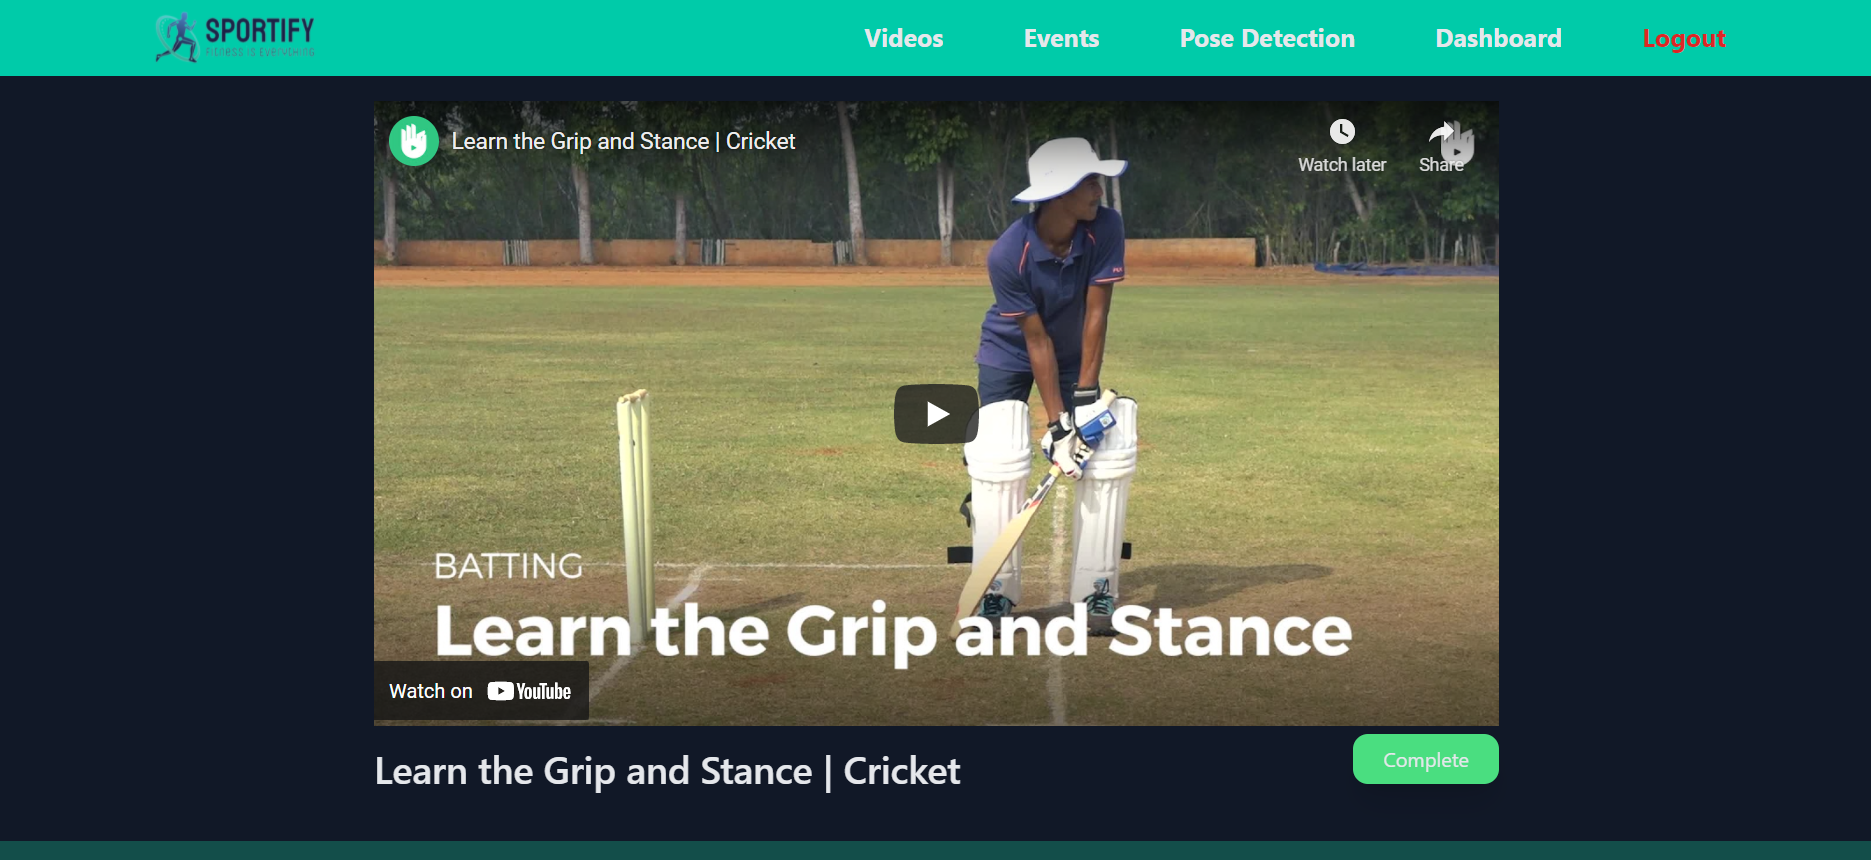 SPORTIFY
Fitness is Everything
Videos
Events
Pose Detection
Dashboard
Logout
Learn the Grip and Stance | Cricket
Watch later
Share
BATTING
Learn the Grip and Stance
Watch on YouTube
Learn the Grip and Stance | Cricket
Complete